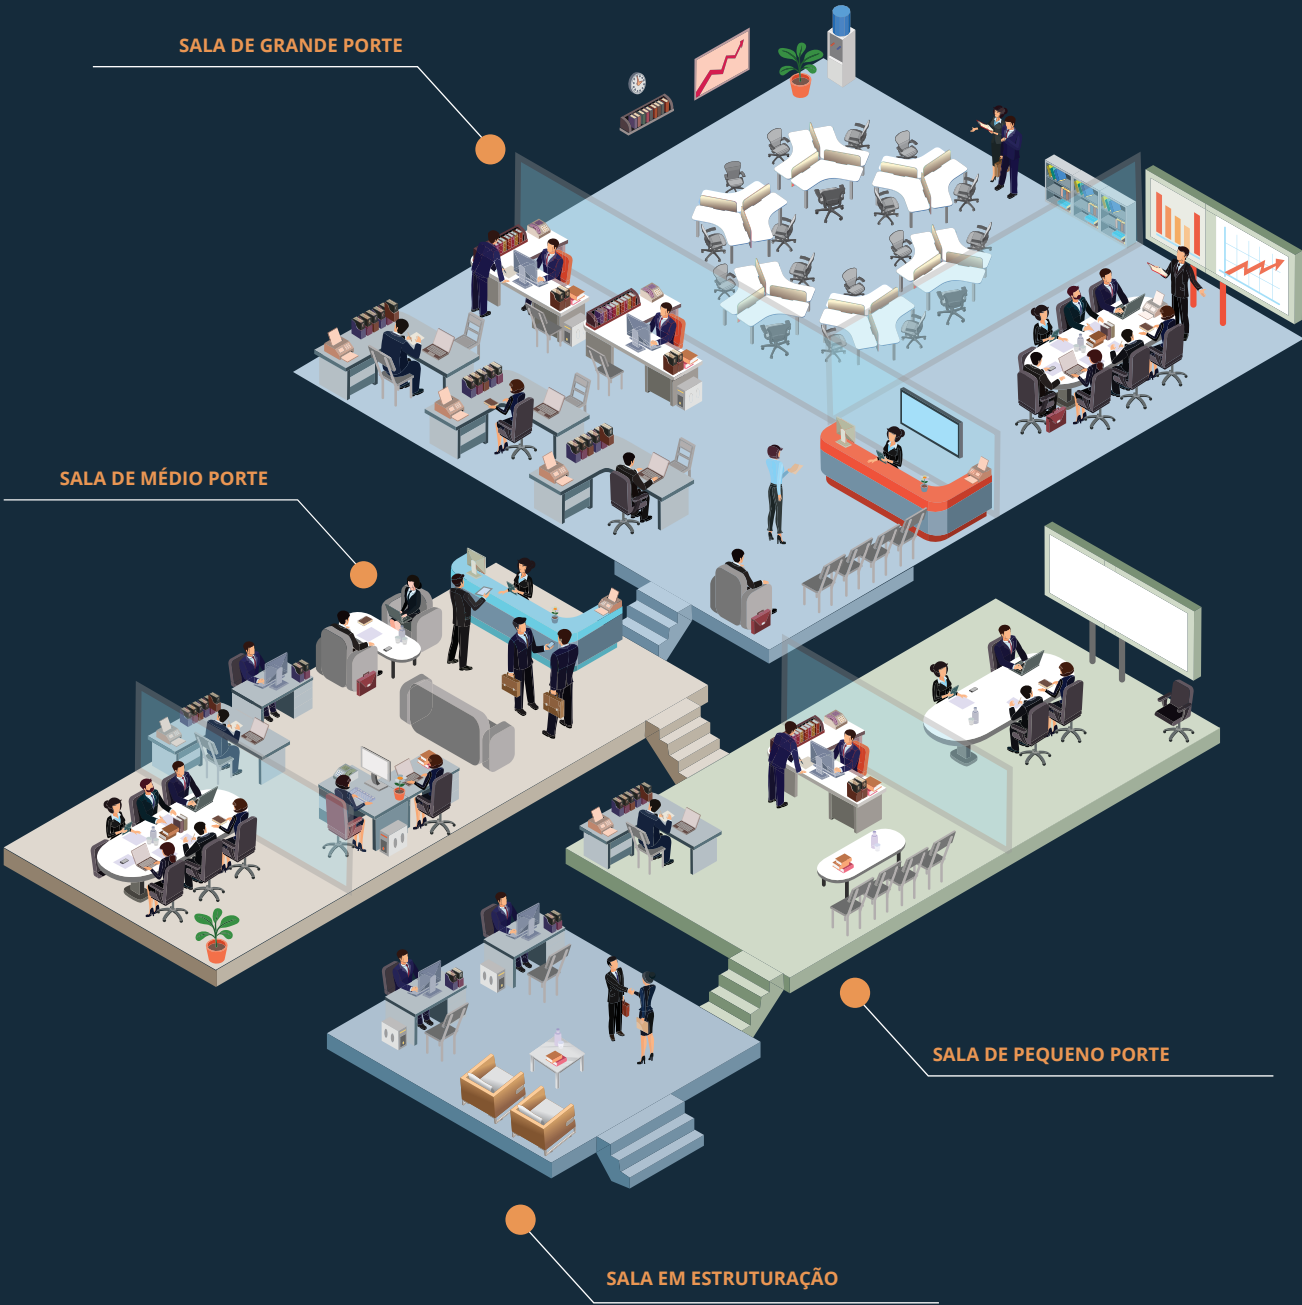 SALA DE GRANDE PORTE
SALA DE MÉDIO PORTE
SALA DE PEQUENO PORTE
SALA EM ESTRUTURAÇÃO